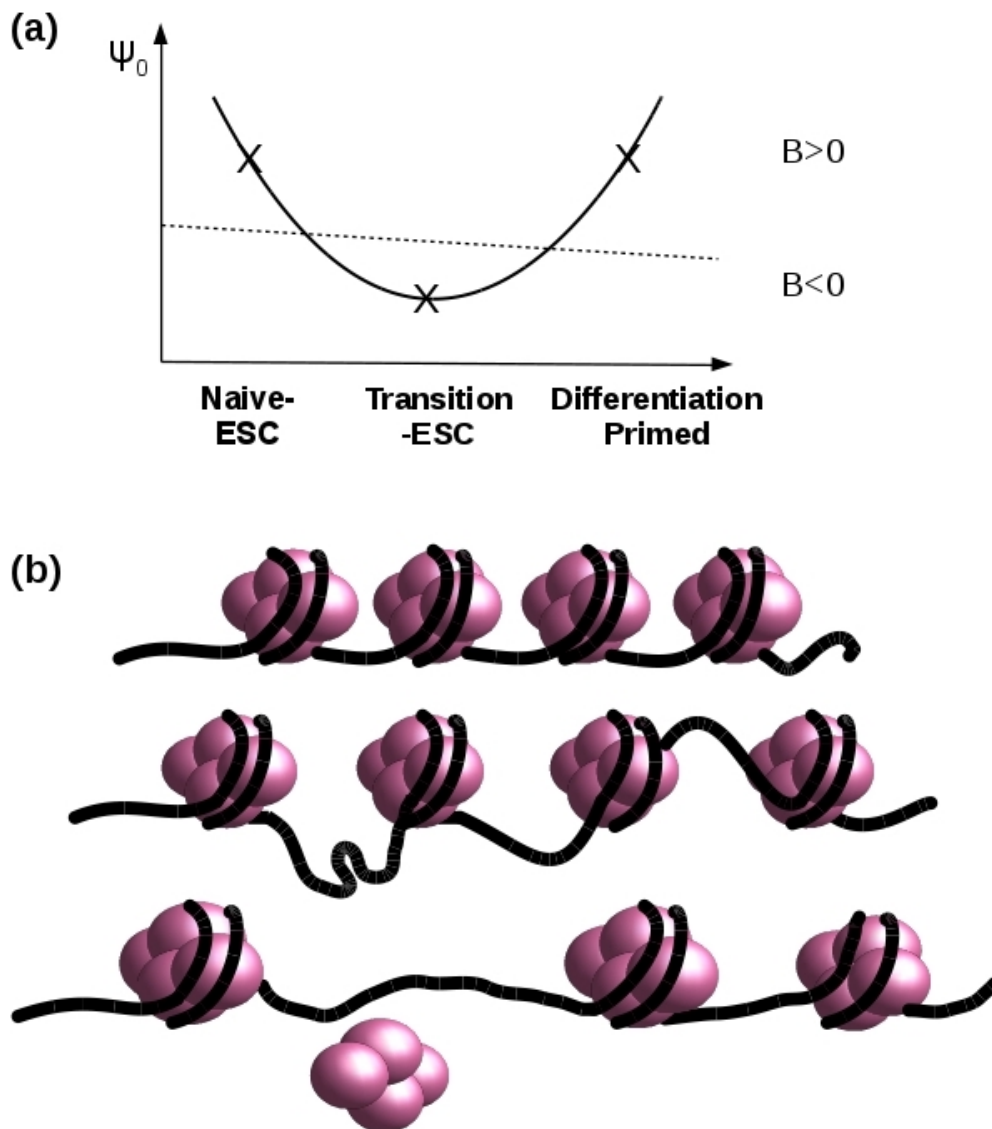 (a)
Ψ0
B>0
B<0
Naive-
ESC
Transition
-ESC
Differentiation
Primed
(b)